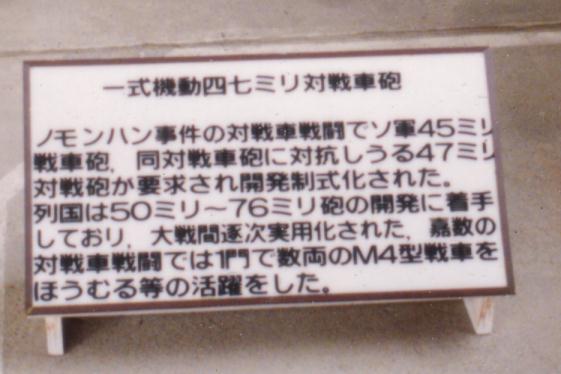 一式機動四七ミリ対戦車砲
ノモンハン事件の対戦車戦闘でソ軍45ミリ
戦車砲，同対戦車砲に対抗しうる47ミリ
対戦砲が要求され開発制式化された。
列国は50ミリ〜76ミリ砲の開発に着手
しており，大戦間逐次実用化された，嘉数の
対戦車戦闘では1門で数両のM4型戦車を
ほうむる等の活躍をした。